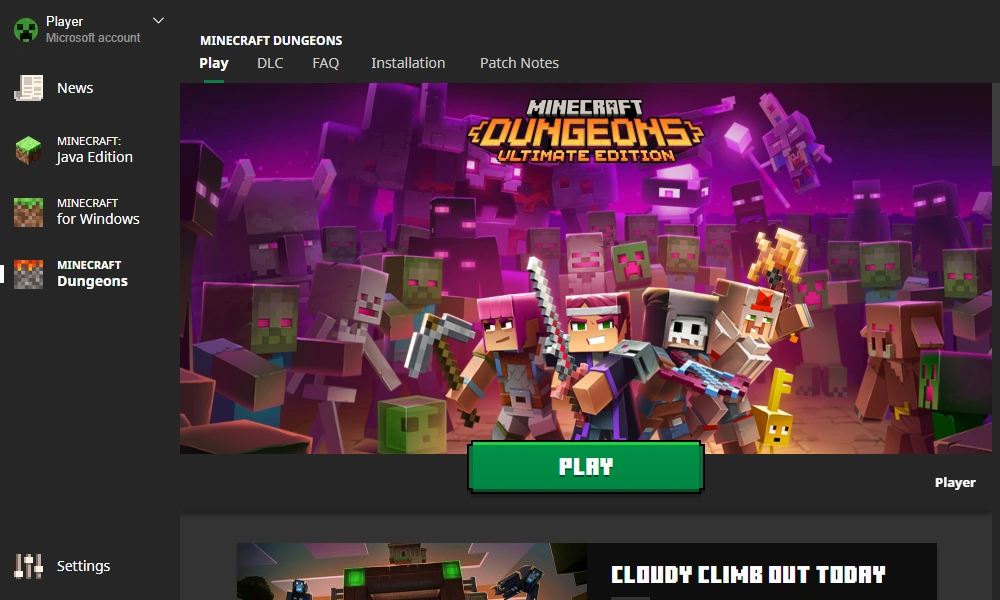 Player
Microsoft account
News
MINECRAFT:
Java Edition
MINECRAFT
for Windows
MINECRAFT
Dungeons
Settings
MINECRAFT DUNGEONS
Play DLC FAQ Installation Patch Notes
MINECRAFT
DUNGEONS
ULTIMATE EDITION
PLAY
Player
CLOUDY CLIMB OUT TODAY